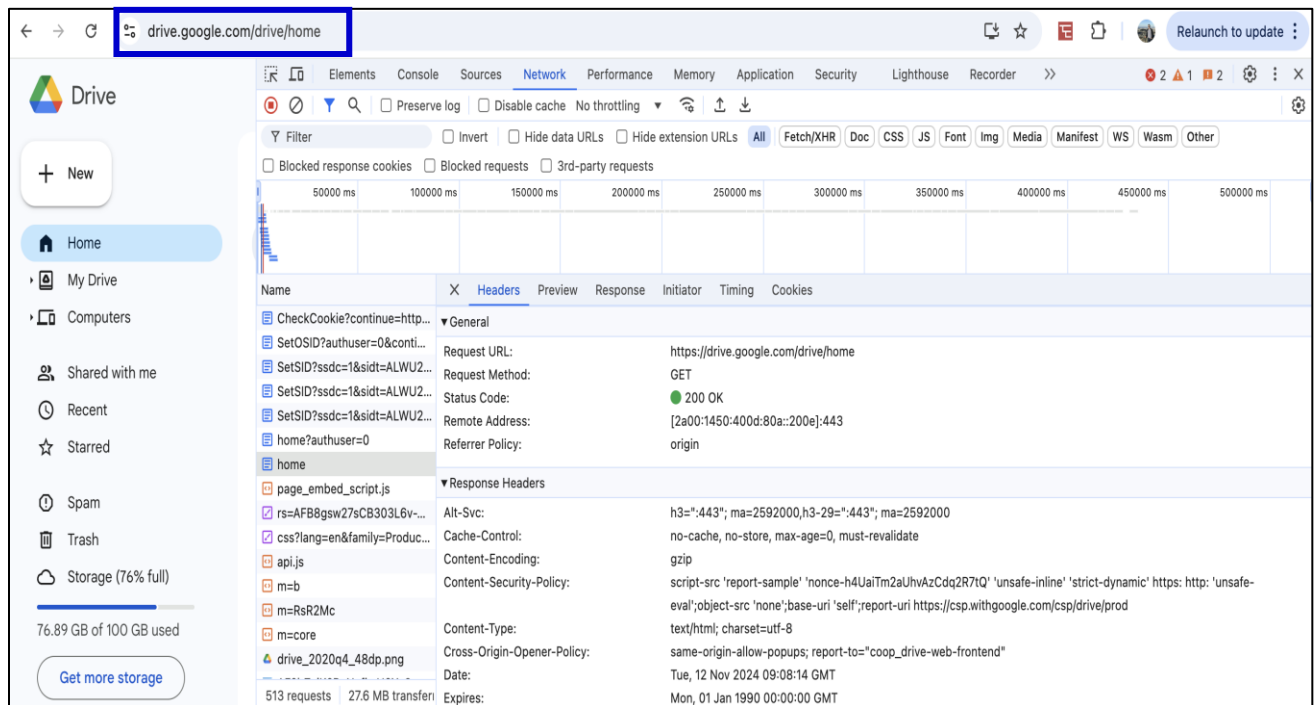 drive.google.com/drive/home
Relaunch to update
Drive
Elements Console Sources Network Performance Memory Application Security Lighthouse Recorder 2 1 2
Preserve log Disable cache No throttling
Filter Invert Hide data URLs Hide extension URLs All Fetch/XHR Doc CSS JS Font Img Media Manifest WS Wasm Other
Blocked response cookies Blocked requests 3rd-party requests
50000 ms 100000 ms 150000 ms 200000 ms 250000 ms 300000 ms 350000 ms 400000 ms 450000 ms 500000 ms
New
Home
My Drive
Computers
Shared with me
Recent
Starred
Spam
Trash
Storage (76% full)
76.89 GB of 100 GB used
Get more storage
Name
CheckCookie?continue=http...
SetOSID?authuser=0&conti...
SetSID?ssdc=1&sidt=ALWU2...
SetSID?ssdc=1&sidt=ALWU2...
SetSID?ssdc=1&sidt=ALWU2...
home?authuser=0
home
page_embed_script.js
rs=AFB8gsw27sCB303L6v-...
css?lang=en&family=Produc...
api.js
m=b
m=RsR2Mc
m=core
drive_2020q4_48dp.png
513 requests 27.6 MB transferr
Headers Preview Response Initiator Timing Cookies
General
Request URL: https://drive.google.com/drive/home
Request Method: GET
Status Code: 200 OK
Remote Address: [2a00:1450:400d:80a::200e]:443
Referrer Policy: origin
Response Headers
Alt-Svc: h3=":443"; ma=2592000,h3-29=":443"; ma=2592000
Cache-Control: no-cache, no-store, max-age=0, must-revalidate
Content-Encoding: gzip
Content-Security-Policy: script-src 'report-sample' 'nonce-h4UaiTm2aUhvAzCdq2R7tQ' 'unsafe-inline' 'strict-dynamic' https: http: 'unsafe-
eval';object-src 'none';base-uri 'self';report-uri https://csp.withgoogle.com/csp/drive/prod
Content-Type: text/html; charset=utf-8
Cross-Origin-Opener-Policy: same-origin-allow-popups; report-to="coop_drive-web-frontend"
Date: Tue, 12 Nov 2024 09:08:14 GMT
Expires: Mon, 01 Jan 1990 00:00:00 GMT